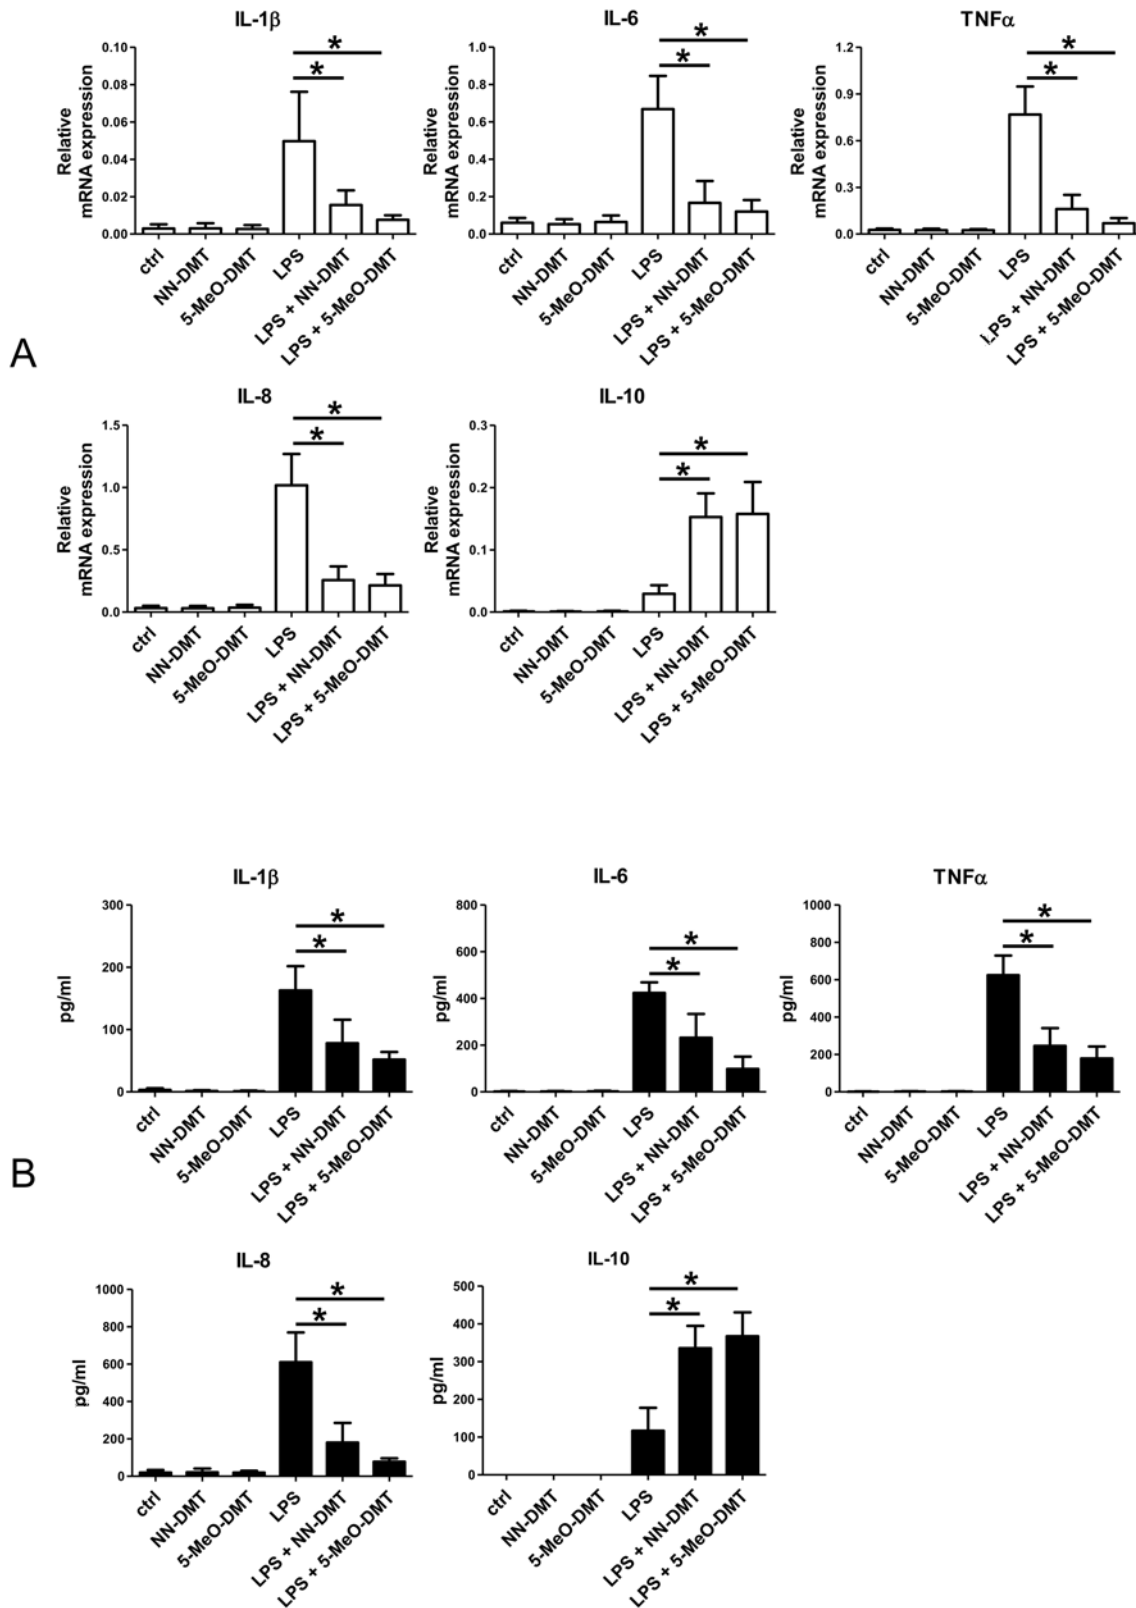 IL-1β
Relative
mRNA expression
0.10
0.08
0.06
0.04
0.02
0.00
*
*
ctrl
NN-DMT
5-MeO-DMT
LPS
LPS + NN-DMT
LPS + 5-MeO-DMT
IL-6
Relative
mRNA expression
1.0
0.8
0.6
0.4
0.2
0.0
*
*
ctrl
NN-DMT
5-MeO-DMT
LPS
LPS + NN-DMT
LPS + 5-MeO-DMT
TNFα
Relative
mRNA expression
1.2
0.9
0.6
0.3
0.0
*
*
ctrl
NN-DMT
5-MeO-DMT
LPS
LPS + NN-DMT
LPS + 5-MeO-DMT
A
IL-8
Relative
mRNA expression
1.5
1.0
0.5
0.0
*
*
ctrl
NN-DMT
5-MeO-DMT
LPS
LPS + NN-DMT
LPS + 5-MeO-DMT
IL-10
Relative
mRNA expression
0.3
0.2
0.1
0.0
*
*
ctrl
NN-DMT
5-MeO-DMT
LPS
LPS + NN-DMT
LPS + 5-MeO-DMT
IL-1β
pg/ml
300
200
100
0
*
*
ctrl
NN-DMT
5-MeO-DMT
LPS
LPS + NN-DMT
LPS + 5-MeO-DMT
IL-6
pg/ml
800
600
400
200
0
*
*
ctrl
NN-DMT
5-MeO-DMT
LPS
LPS + NN-DMT
LPS + 5-MeO-DMT
TNFα
pg/ml
1000
800
600
400
200
0
*
*
ctrl
NN-DMT
5-MeO-DMT
LPS
LPS + NN-DMT
LPS + 5-MeO-DMT
B
IL-8
pg/ml
1000
800
600
400
200
0
*
*
ctrl
NN-DMT
5-MeO-DMT
LPS
LPS + NN-DMT
LPS + 5-MeO-DMT
IL-10
pg/ml
500
400
300
200
100
0
*
*
ctrl
NN-DMT
5-MeO-DMT
LPS
LPS + NN-DMT
LPS + 5-MeO-DMT